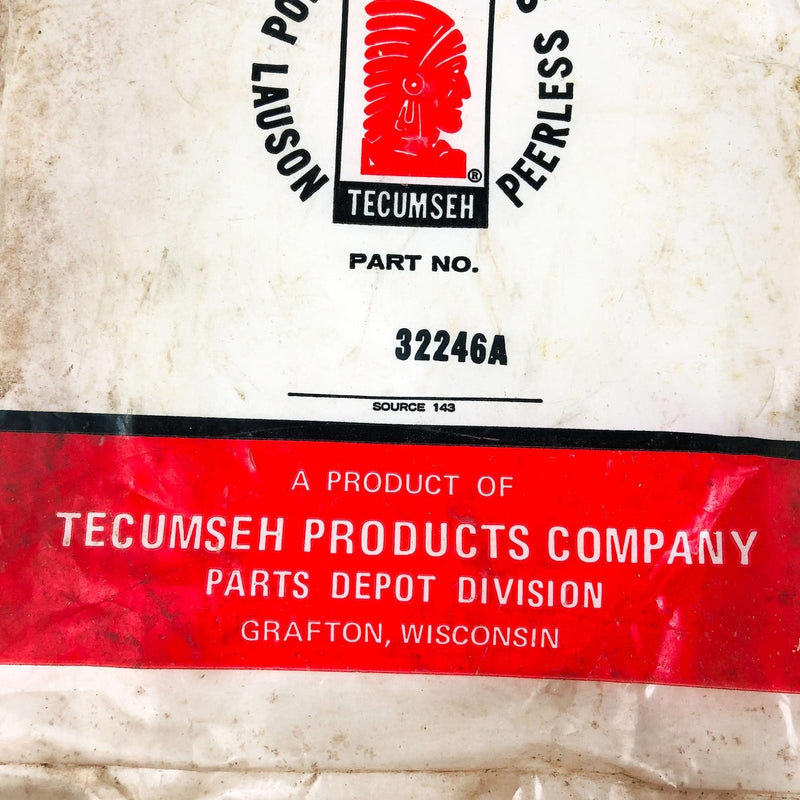 LAUSON
PEERLESS
®
TECUMSEH
PART NO.
32246A
SOURCE 143
A PRODUCT OF
TECUMSEH PRODUCTS COMPANY
PARTS DEPOT DIVISION
GRAFTON, WISCONSIN